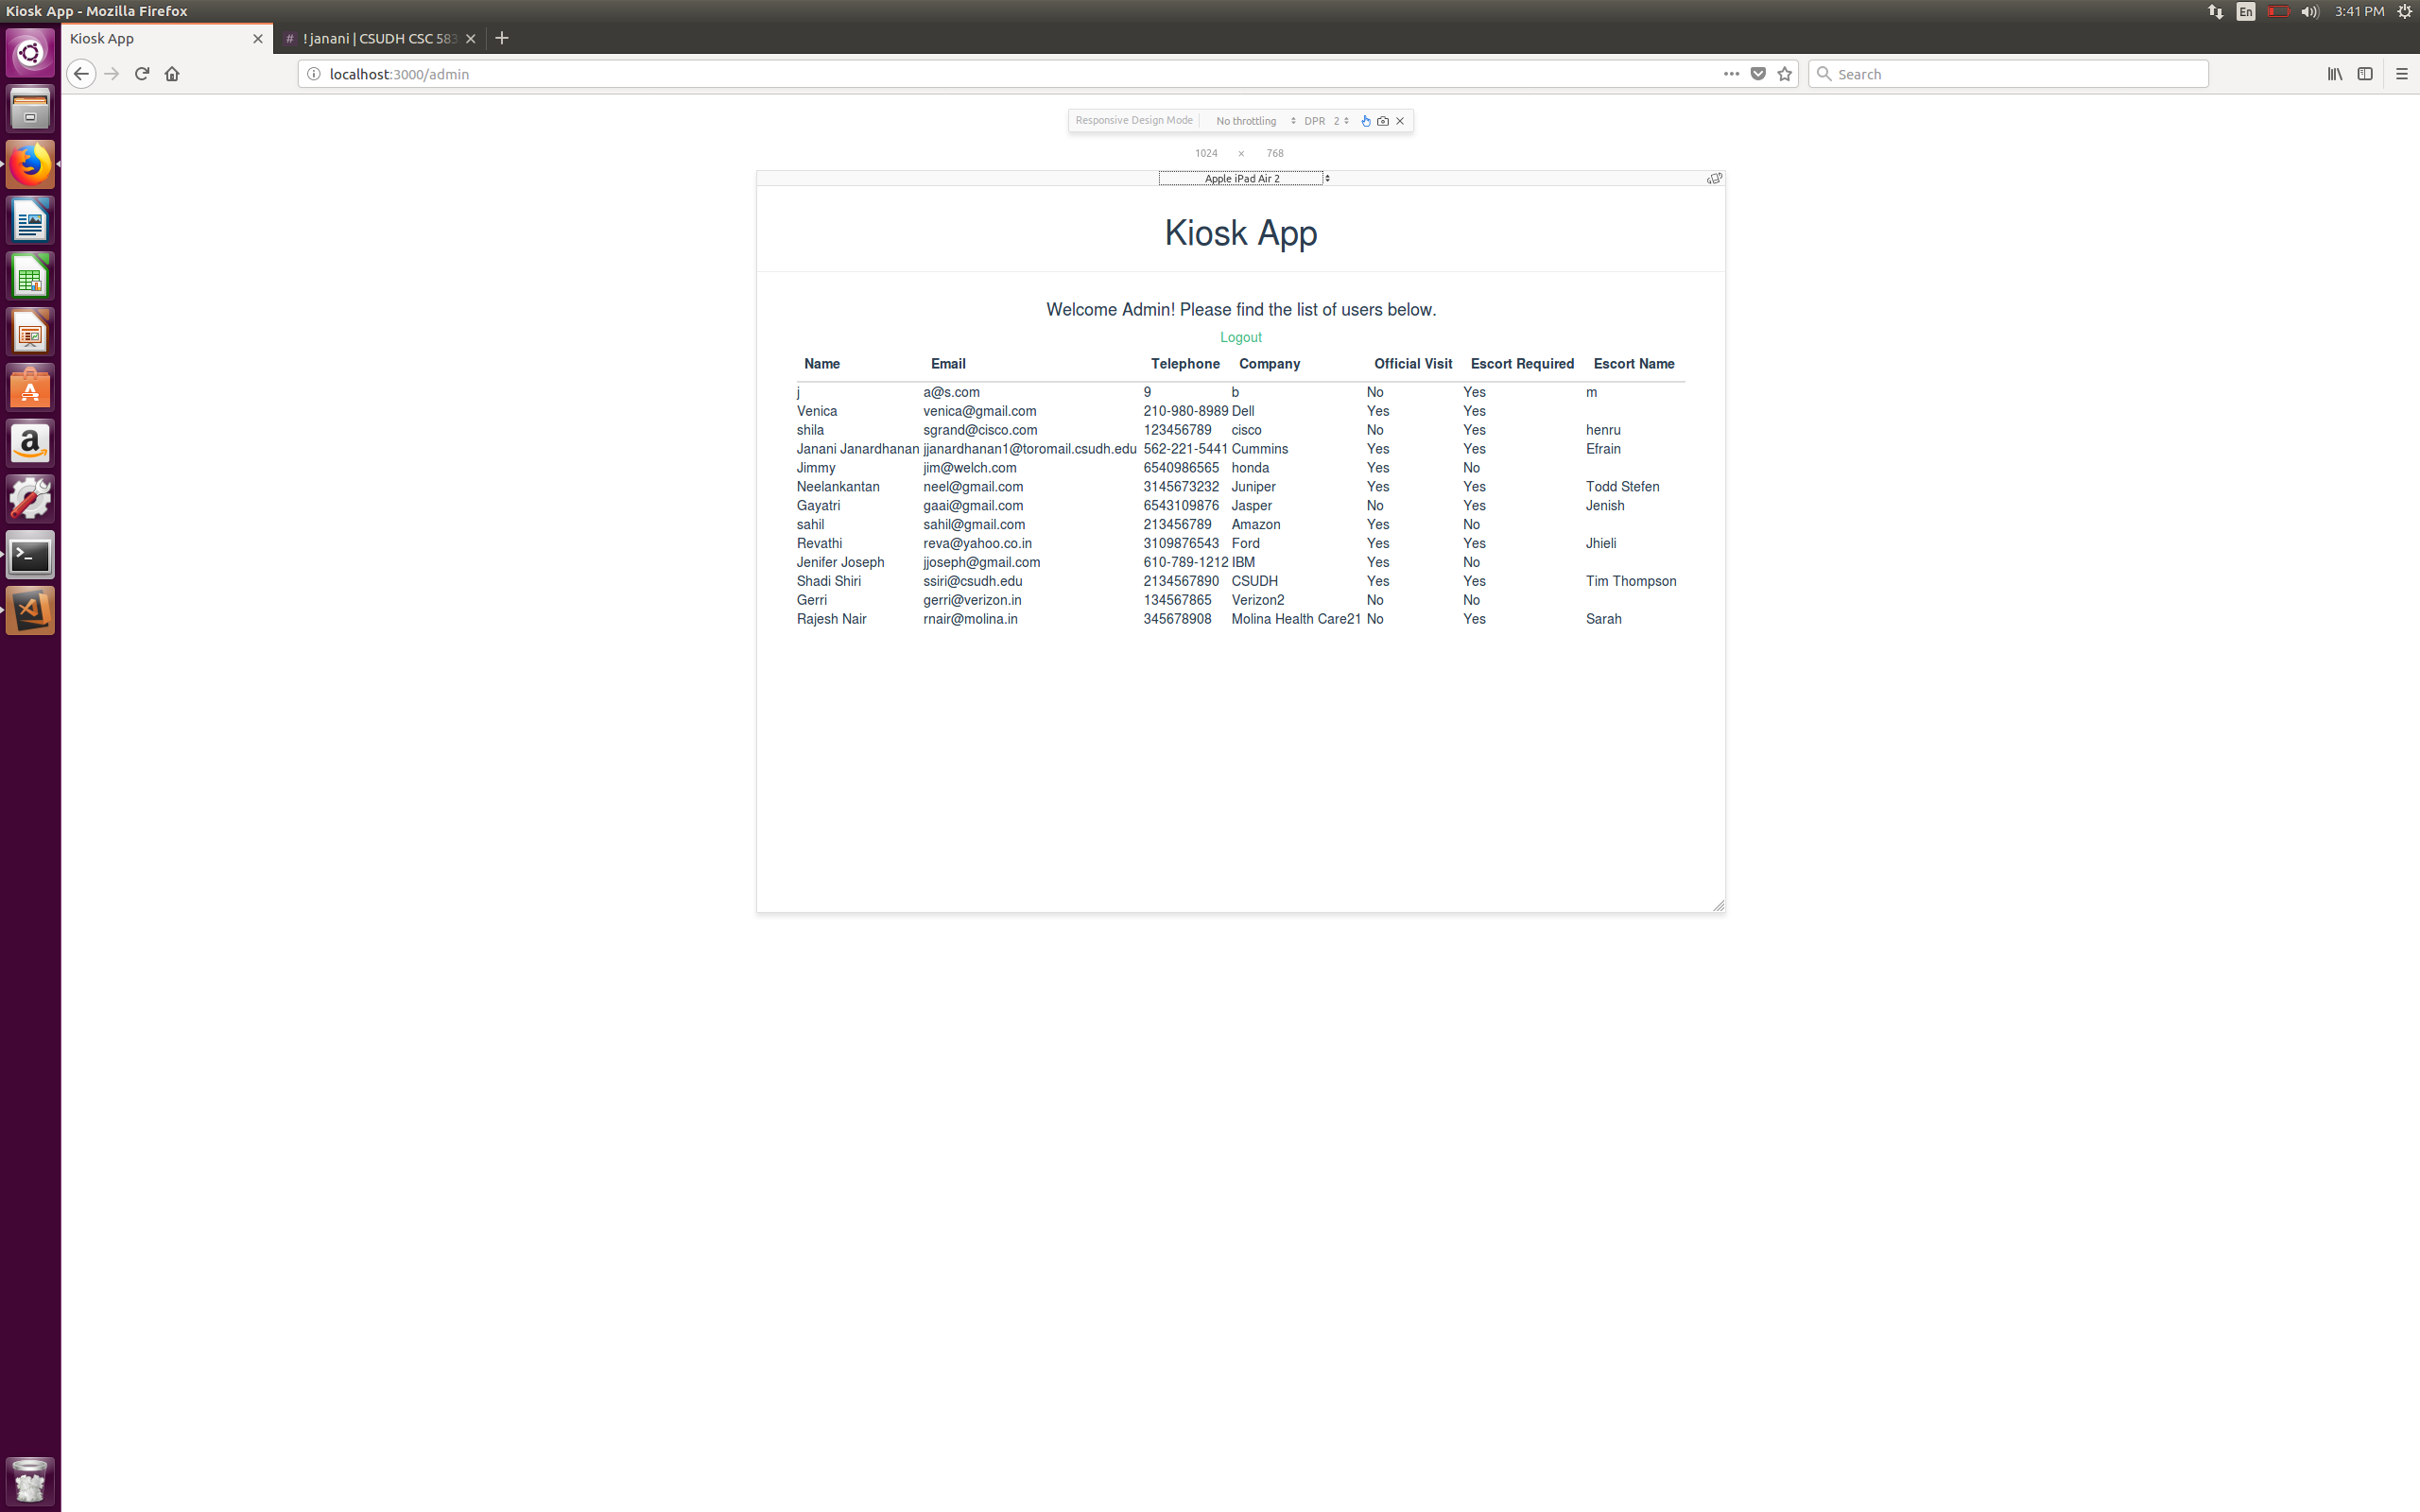 Kiosk App - Mozilla Firefox
En
3:41 PM
Kiosk App
# ! janani | CSUDH CSC 583
localhost:3000/admin
Search
Responsive Design Mode No throttling DPR 2
1024 × 768
Apple iPad Air 2
Kiosk App
Welcome Admin! Please find the list of users below.
Logout
Name Email Telephone Company Official Visit Escort Required Escort Name
j a@s.com 9 b No Yes m
Venica venica@gmail.com 210-980-8989 Dell Yes Yes
shila sgrand@cisco.com 123456789 cisco No Yes henru
Janani Janardhanan jjanardhanan1@toromail.csudh.edu 562-221-5441 Cummins Yes Yes Efrain
Jimmy jim@welch.com 6540986565 honda Yes No
Neelankantan neel@gmail.com 3145673232 Juniper Yes Yes Todd Stefen
Gayatri gaai@gmail.com 6543109876 Jasper No Yes Jenish
sahil sahil@gmail.com 213456789 Amazon Yes No
Revathi reva@yahoo.co.in 3109876543 Ford Yes Yes Jhieli
Jenifer Joseph jjoseph@gmail.com 610-789-1212 IBM Yes No
Shadi Shiri ssiri@csudh.edu 2134567890 CSUDH Yes Yes Tim Thompson
Gerri gerri@verizon.in 134567865 Verizon2 No No
Rajesh Nair rnair@molina.in 345678908 Molina Health Care21 No Yes Sarah